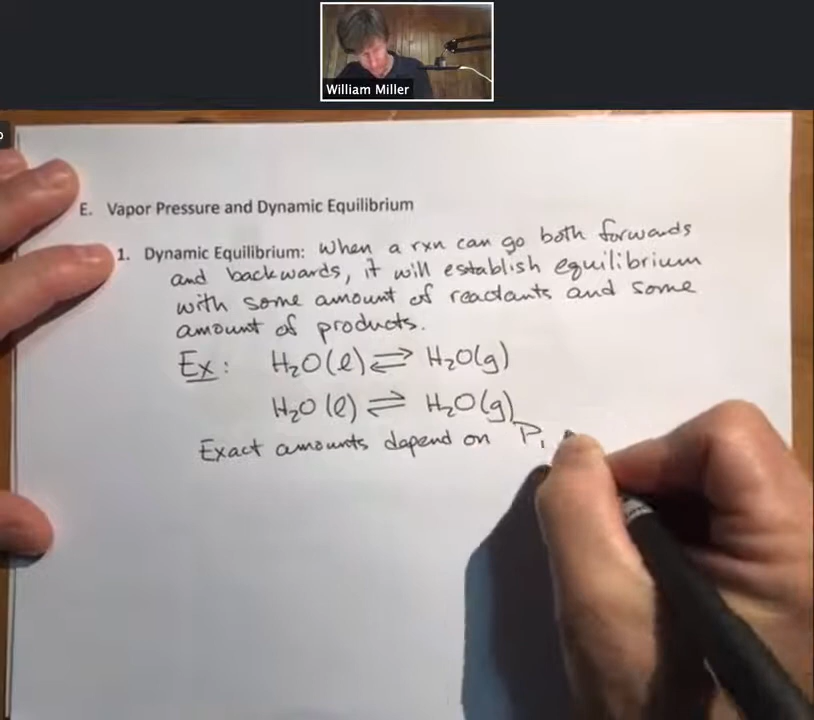 William Miller
E. Vapor Pressure and Dynamic Equilibrium
1. Dynamic Equilibrium: When a rxn can go both forwards
and backwards, it will establish equilibrium
with some amount of reactants and some
amount of products.
Ex: H₂O(l) ⇄ H₂O(g)
H₂O(l) ⇌ H₂O(g)
Exact amounts depend on P,